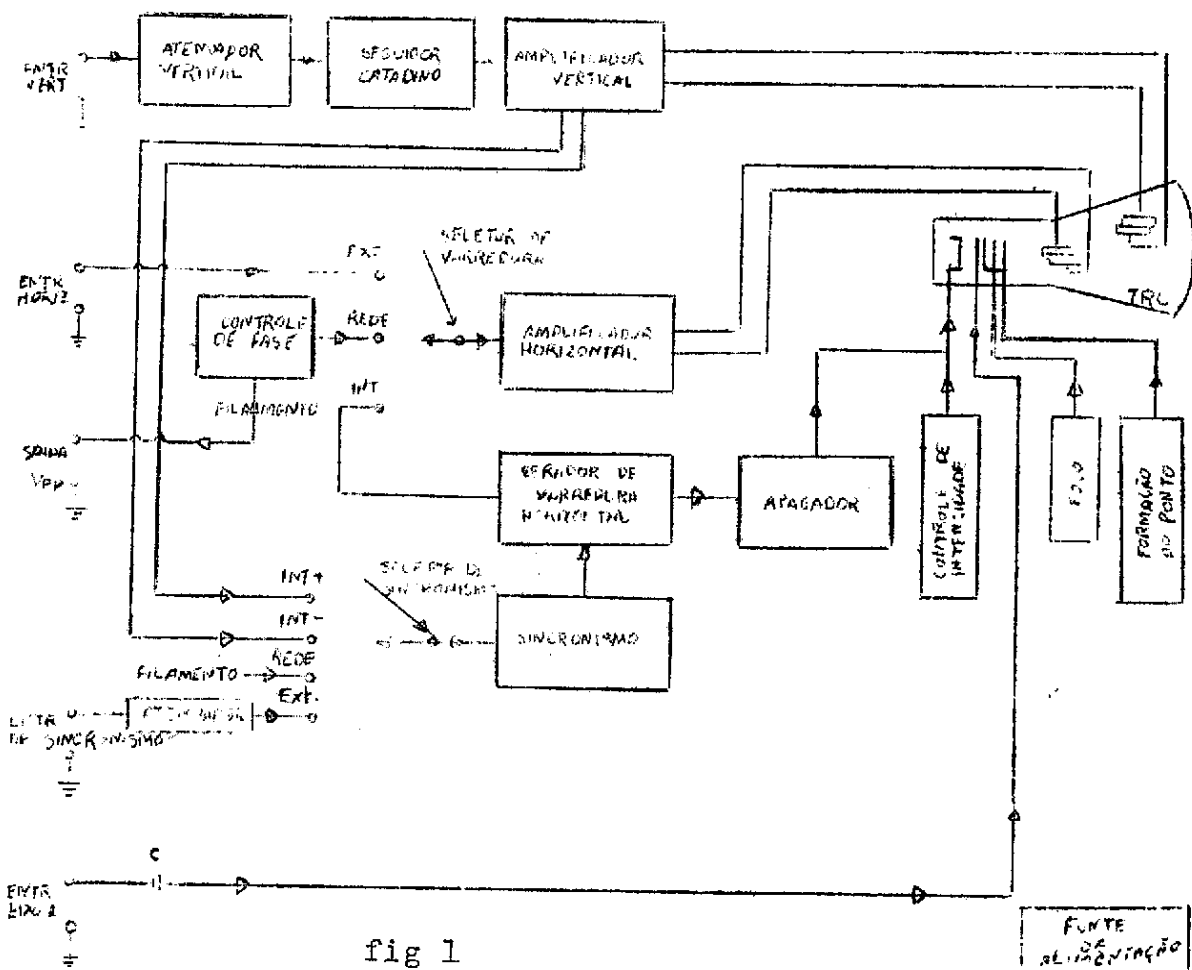 ENTR
VERT
ATENUADOR
VERTICAL
SEGUIDOR
CATADINO
AMPLIFICADOR
VERTICAL
ENTR
HORIZ
EXT
SELETOR DE
VARREDURA
REDE
CONTROLE
DE FASE
AMPLIFICADOR
HORIZONTAL
TRC
INT
FILAMENTO
SAIDA
VPP
GERADOR DE
VARREDURA
HORIZONTAL
APAGADOR
CONTROLE DE
INTENSIDADE
FOCO
FORMAÇÃO
DO PONTO
INT+
SELETOR DE
SINCRONISMO
INT-
SINCRONISMO
REDE
FILAMENTO
EXT.
ENTR
DE SINCRONISMO
C
ENTR
fig 1
FONTE
DE
ALIMENTAÇÃO